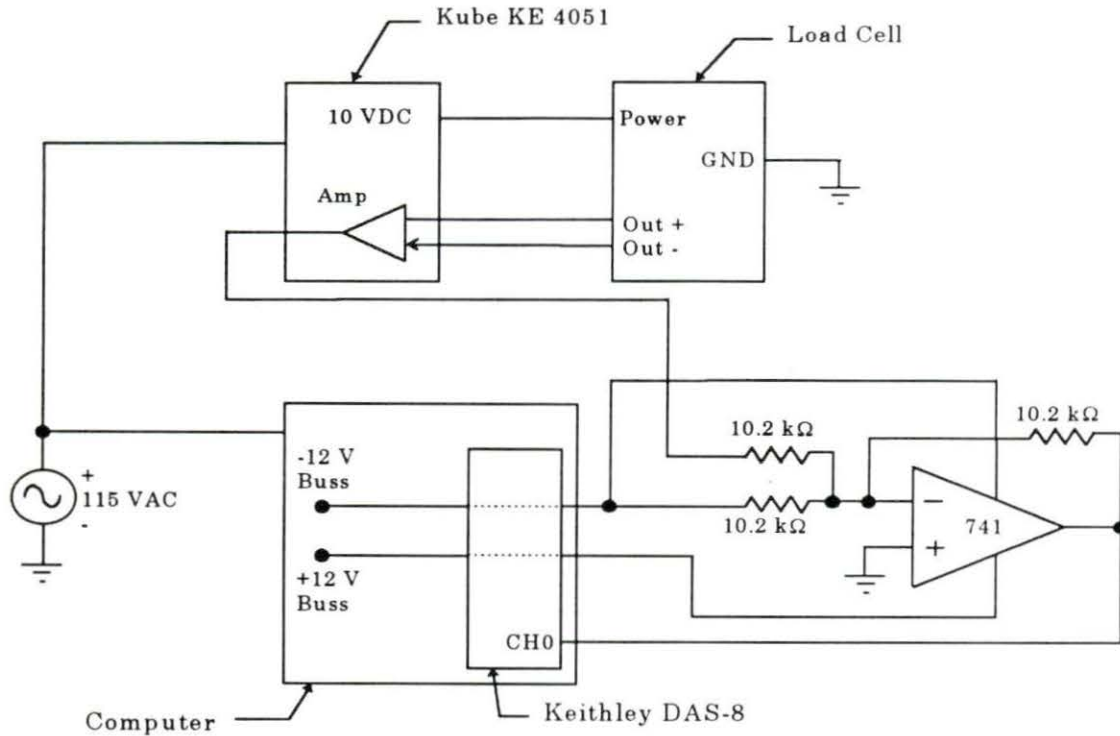 Kube KE 4051
Load Cell
10 VDC
Power
GND
Amp
Out +
Out -
10.2 kΩ
10.2 kΩ
-12 V
Buss
+
115 VAC
-
10.2 kΩ
−
741
+
+12 V
Buss
CH0
Computer
Keithley DAS-8